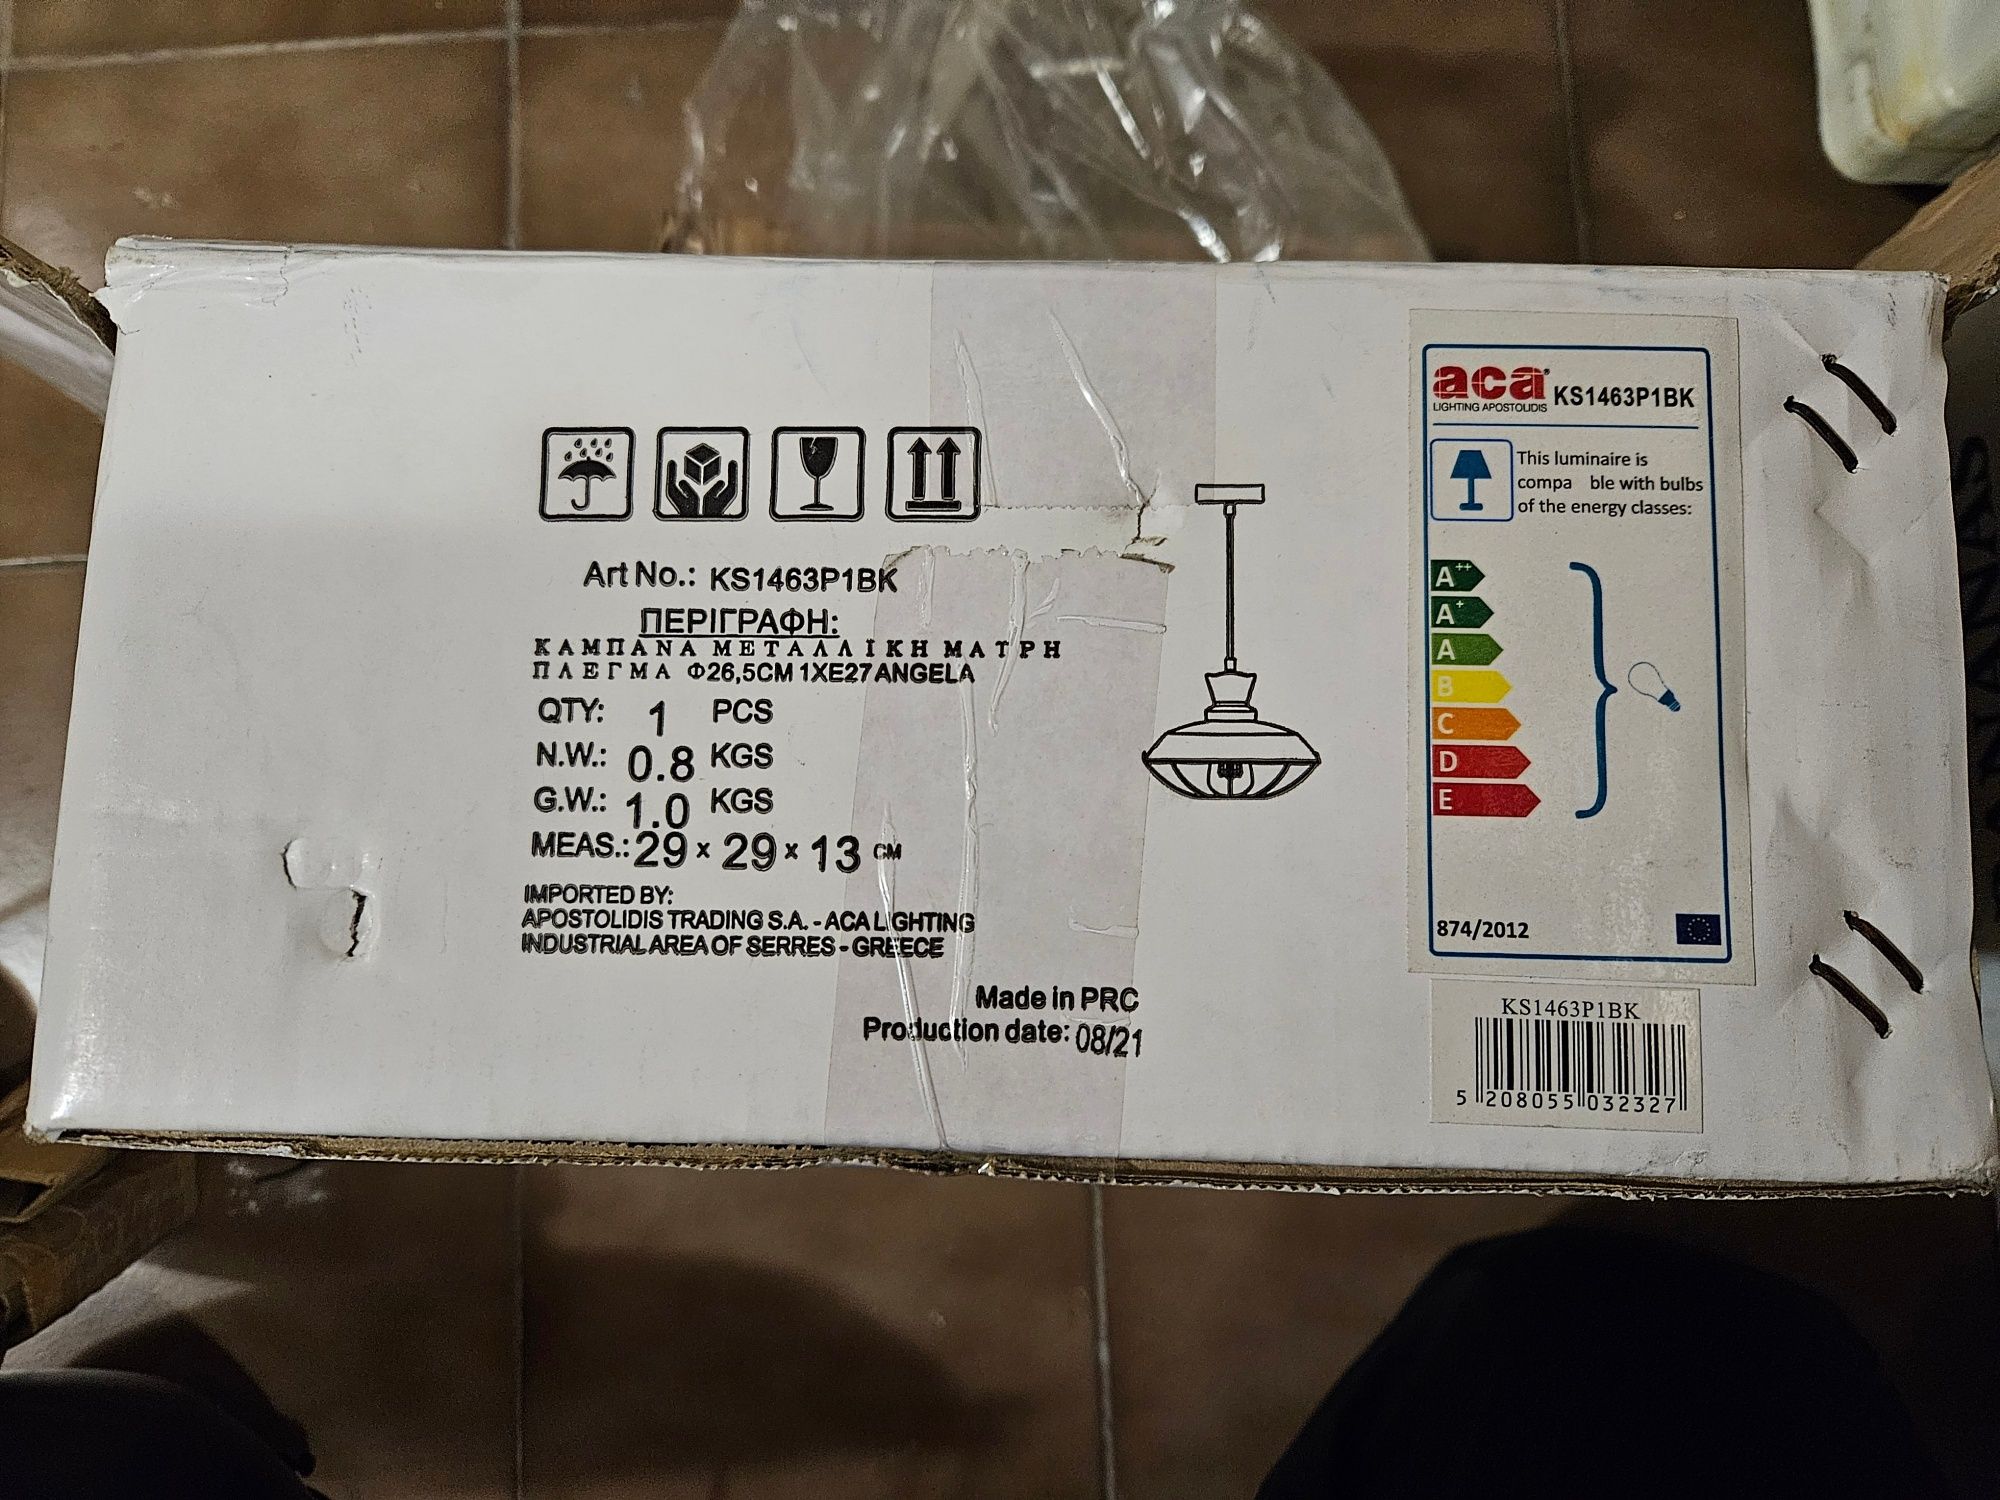 Art No.: KS1463P1BK
ΠΕΡΙΓΡΑΦΗ:
ΚΑΜΠΑΝΑ ΜΕΤΑΛΛΙΚΗ ΜΑΤΡΗ
ΠΛΕΓΜΑ Φ26,5CM 1XE27 ANGELA
QTY: 1 PCS
N.W.: 0.8 KGS
G.W.: 1.0 KGS
MEAS.: 29 x 29 x 13 CM
IMPORTED BY:
APOSTOLIDIS TRADING S.A. - ACA LIGHTING
INDUSTRIAL AREA OF SERRES - GREECE
Made in PRC
Production date: 08/21
aca® KS1463P1BK
LIGHTING APOSTOLIDIS
This luminaire is
compa ble with bulbs
of the energy classes:
A++
A+
A
B
C
D
E
874/2012
KS1463P1BK
5 208055 032327